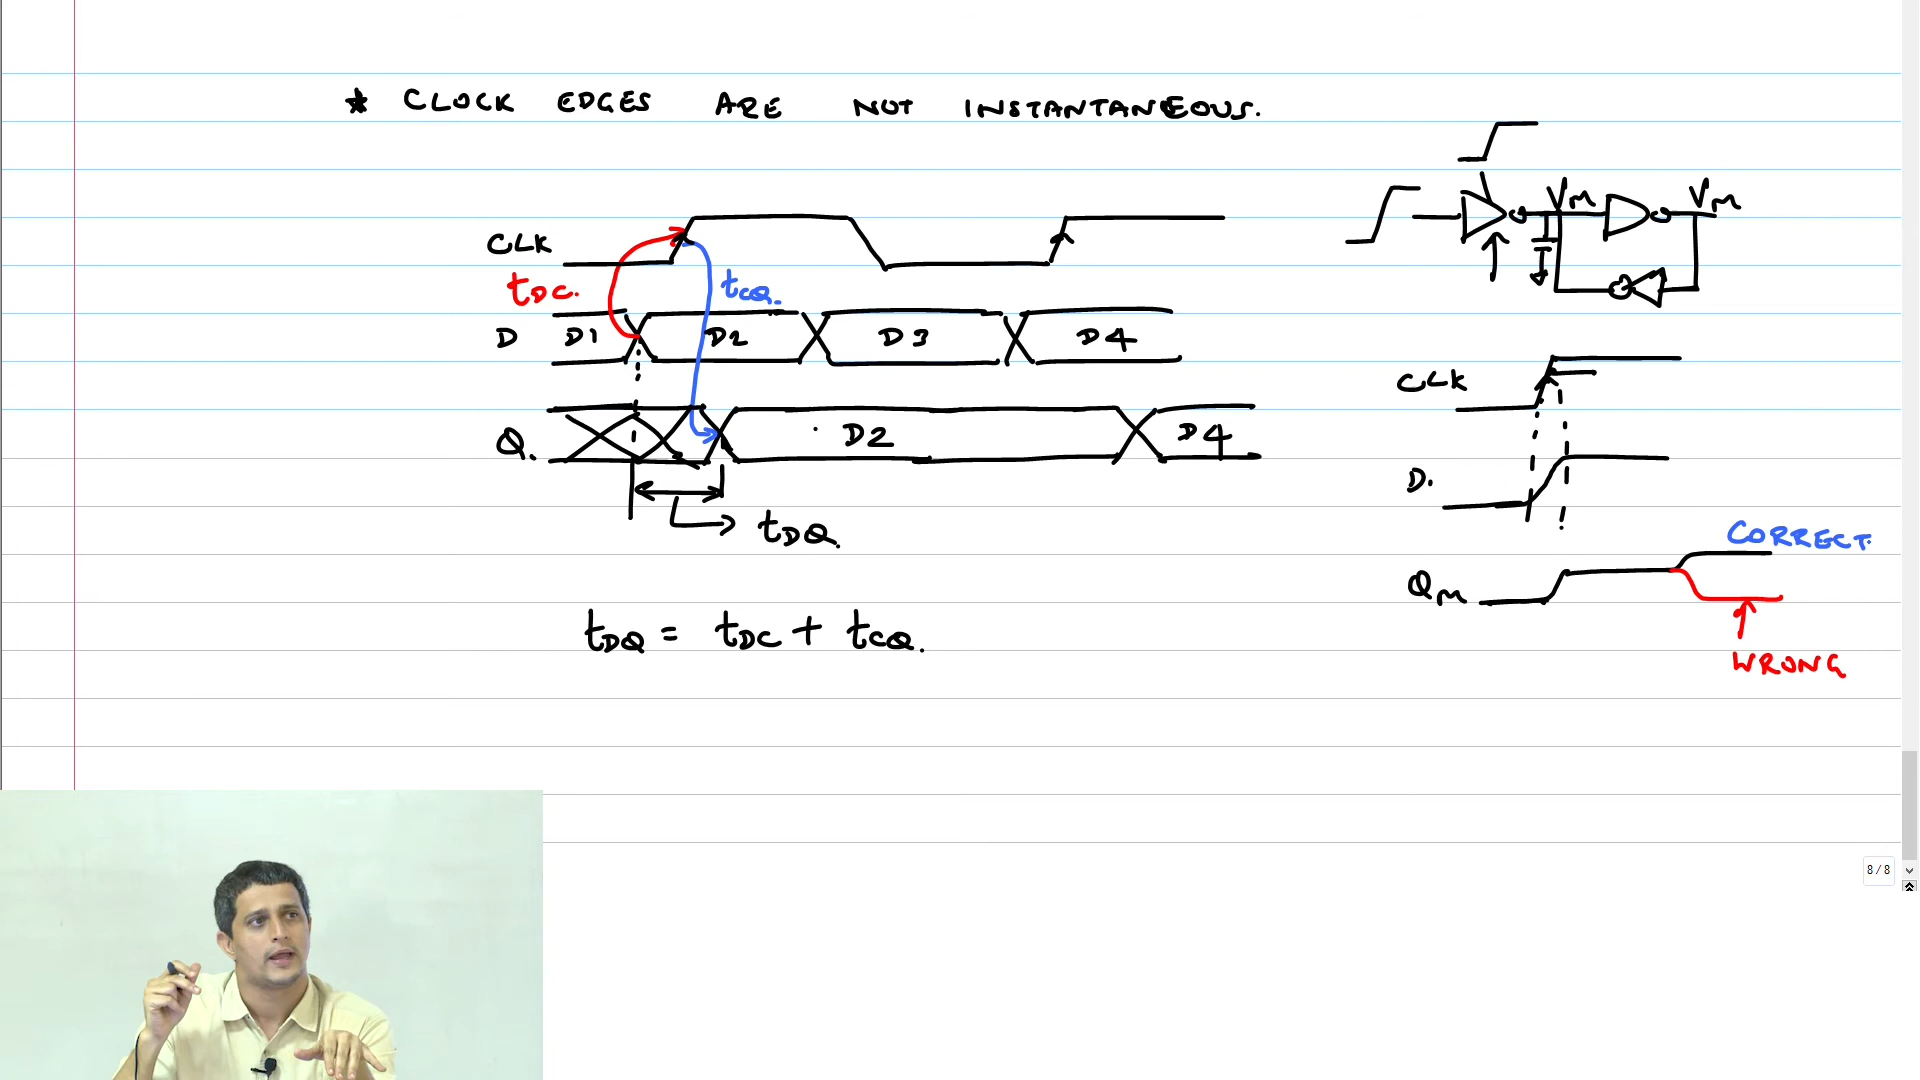 * CLOCK EDGES ARE NOT INSTANTANEOUS.
VM VM
CLK
tDC. tCQ.
D D1 D2 D3 D4
CLK
Q. D2 D4
D.
tDQ.
CORRECT.
QM
tDQ = tDC + tCQ.
WRONG
8/8